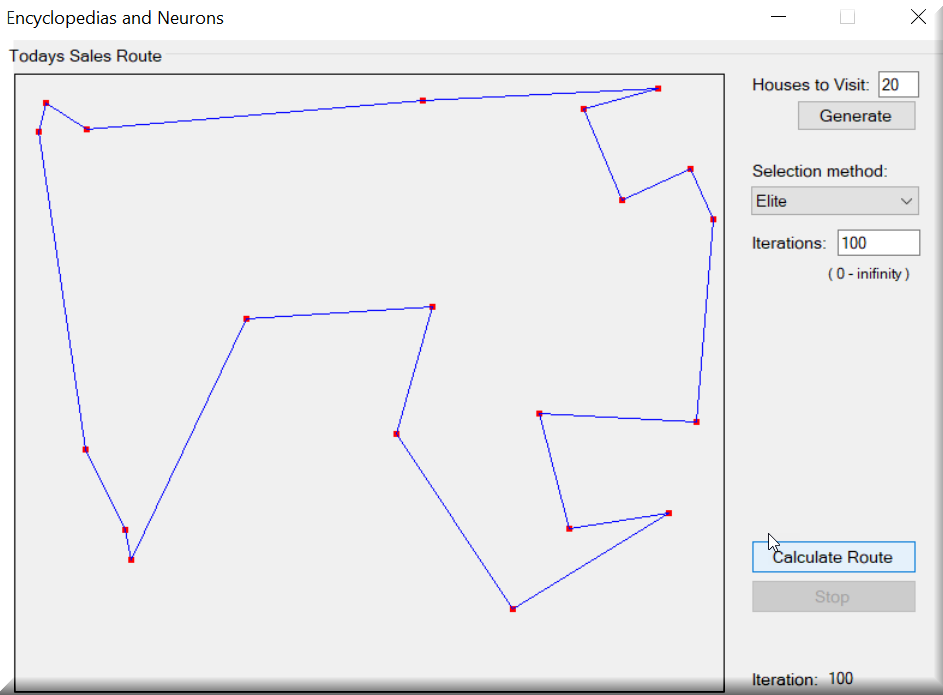 Encyclopedias and Neurons
Todays Sales Route
Houses to Visit: 20
Generate
Selection method:
Elite
Iterations: 100
( 0 - inifinity )
Calculate Route
Stop
Iteration: 100